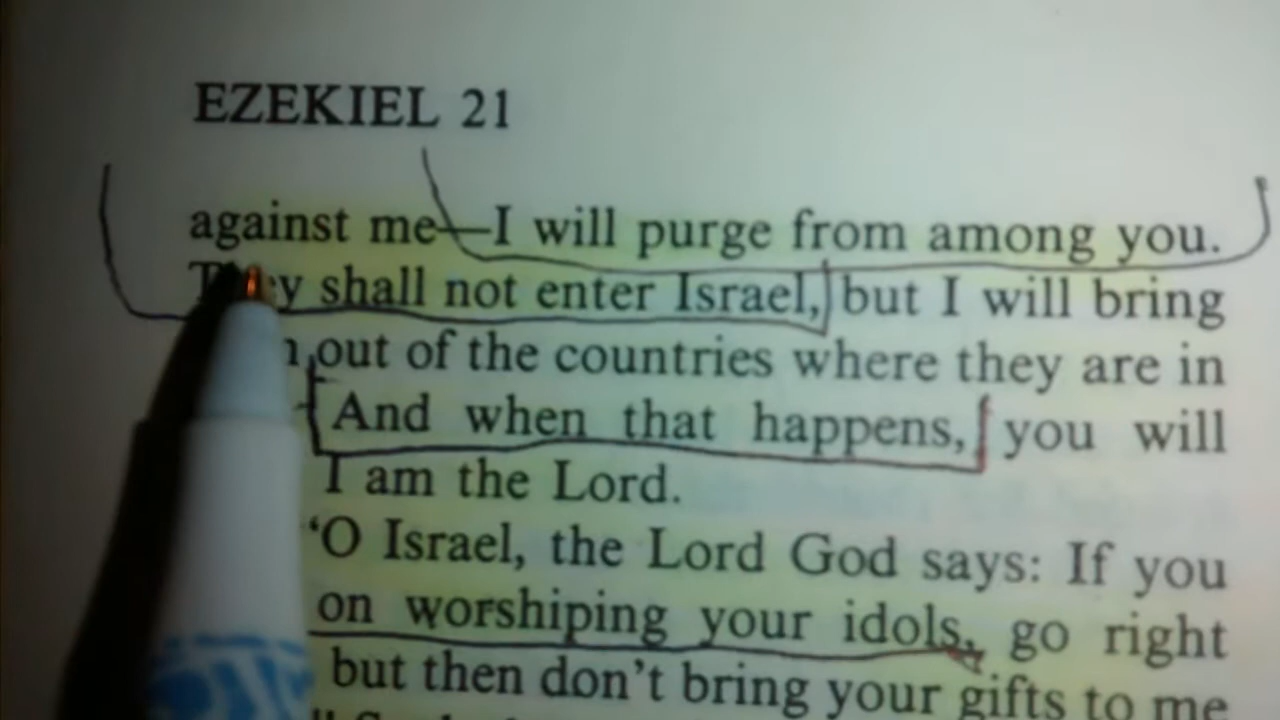 EZEKIEL 21
against me—I will purge from among you.
They shall not enter Israel, but I will bring
out of the countries where they are in
And when that happens, you will
I am the Lord.
‘O Israel, the Lord God says: If you
on worshiping your idols, go right
but then don’t bring your gifts to me